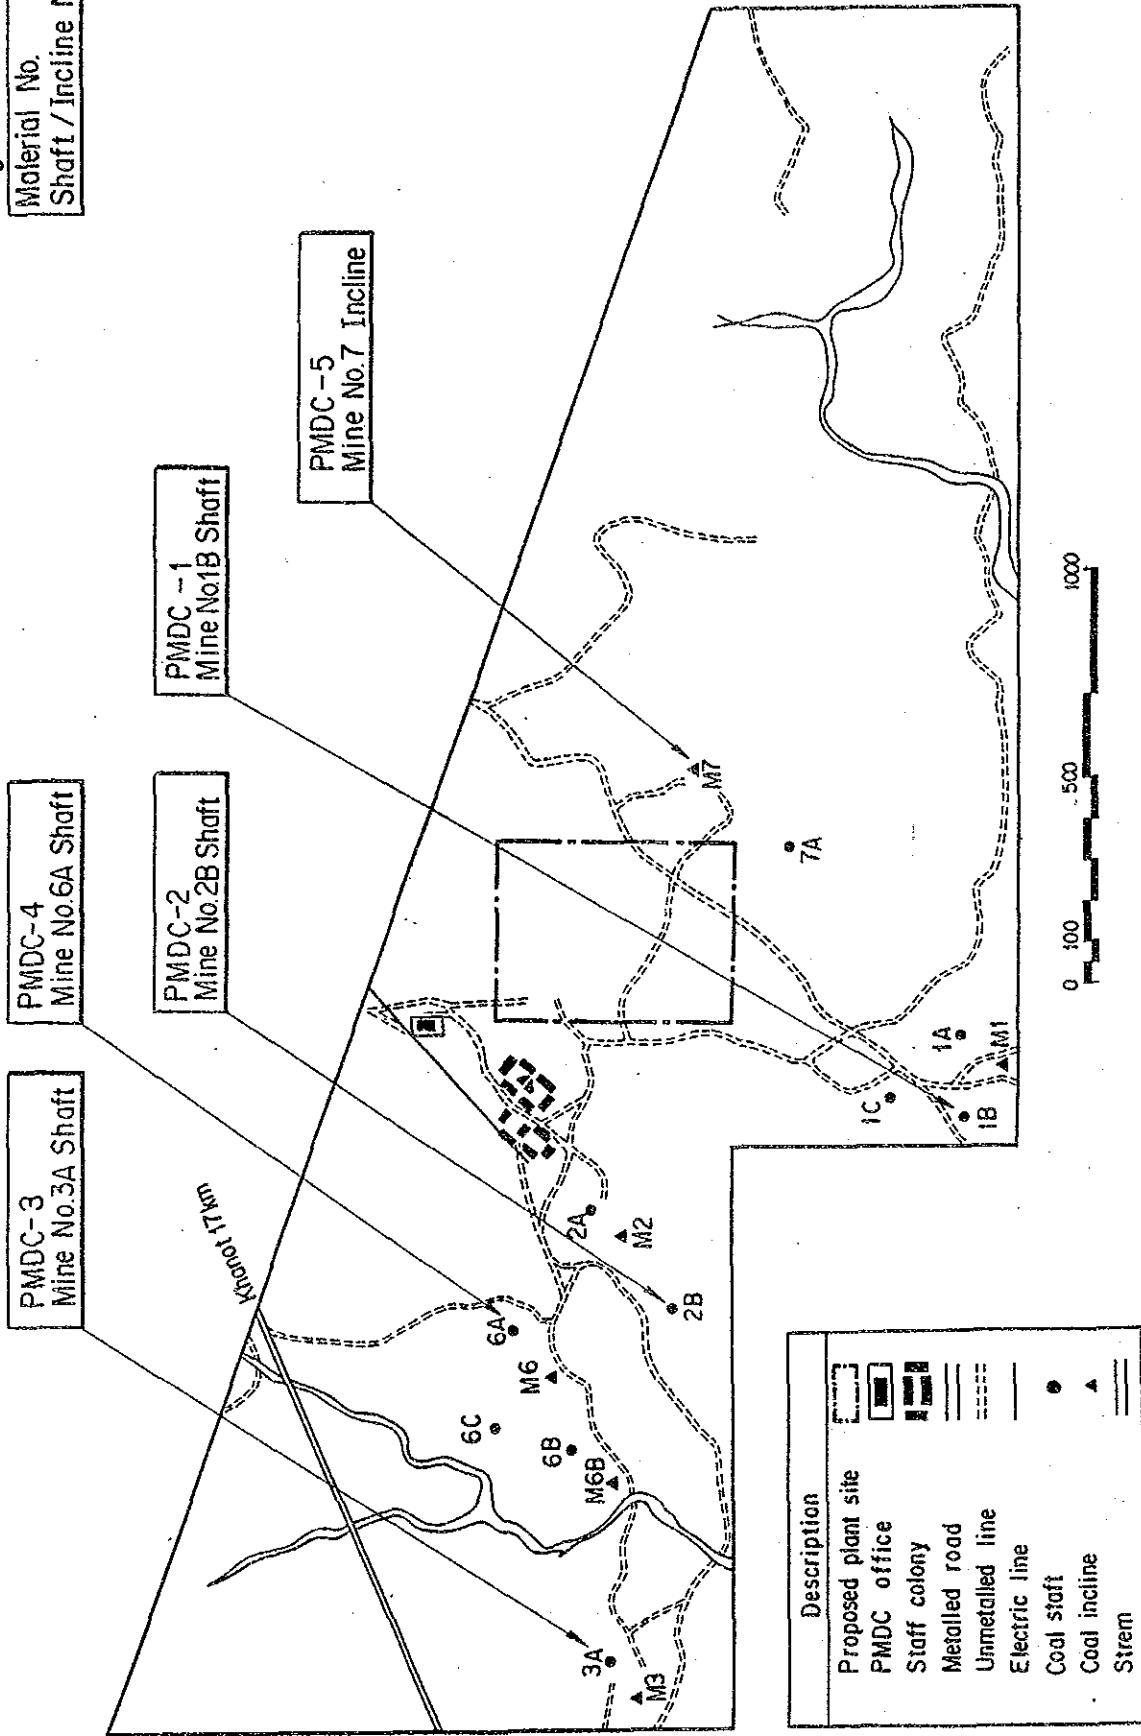 Material No.
Shaft / Incline
PMDC-3
Mine No.3A Shaft
PMDC-4
Mine No.6A Shaft
PMDC-2
Mine No.2B Shaft
PMDC-1
Mine No.1B Shaft
PMDC-5
Mine No.7 Incline
Khanot 17km
3A
M3
6C
6B
M6B
6A
M6
2A
M2
2B
M7
7A
1C
1A
1B
M1
0 100 500 1000
Description
Proposed plant site
PMDC office
Staff colony
Metalled road
Unmetalled line
Electric line
Coal staft
Coal incline
Strem